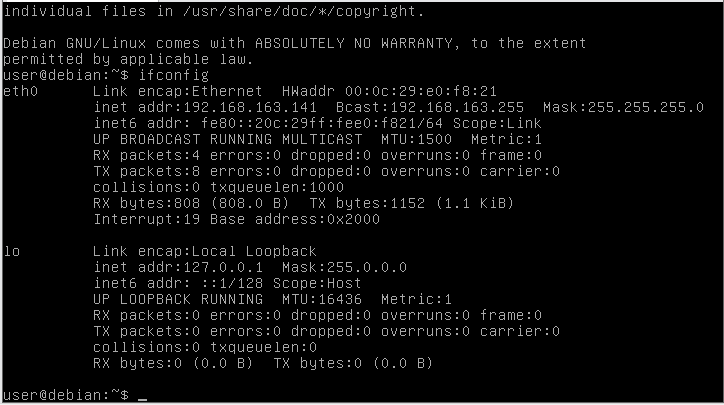 individual files in /usr/share/doc/*/copyright.
Debian GNU/Linux comes with ABSOLUTELY NO WARRANTY, to the extent
permitted by applicable law.
user@debian:~$ ifconfig
eth0      Link encap:Ethernet  HWaddr 00:0c:29:e0:f8:21
          inet addr:192.168.163.141  Bcast:192.168.163.255  Mask:255.255.255.0
          inet6 addr: fe80::20c:29ff:fee0:f821/64 Scope:Link
          UP BROADCAST RUNNING MULTICAST  MTU:1500  Metric:1
          RX packets:4 errors:0 dropped:0 overruns:0 frame:0
          TX packets:8 errors:0 dropped:0 overruns:0 carrier:0
          collisions:0 txqueuelen:1000
          RX bytes:808 (808.0 B)  TX bytes:1152 (1.1 KiB)
          Interrupt:19 Base address:0x2000
lo        Link encap:Local Loopback
          inet addr:127.0.0.1  Mask:255.0.0.0
          inet6 addr: ::1/128 Scope:Host
          UP LOOPBACK RUNNING  MTU:16436  Metric:1
          RX packets:0 errors:0 dropped:0 overruns:0 frame:0
          TX packets:0 errors:0 dropped:0 overruns:0 carrier:0
          collisions:0 txqueuelen:0
          RX bytes:0 (0.0 B)  TX bytes:0 (0.0 B)
user@debian:~$ _